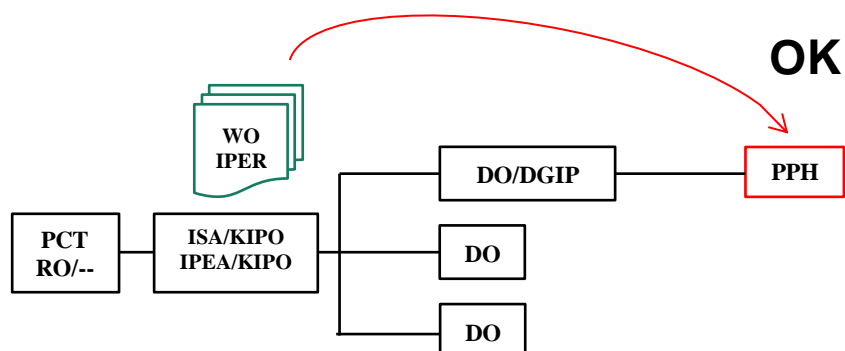 OK
WO
IPER
DO/DGIP
PPH
PCT
RO/--
ISA/KIPO
IPEA/KIPO
DO
DO